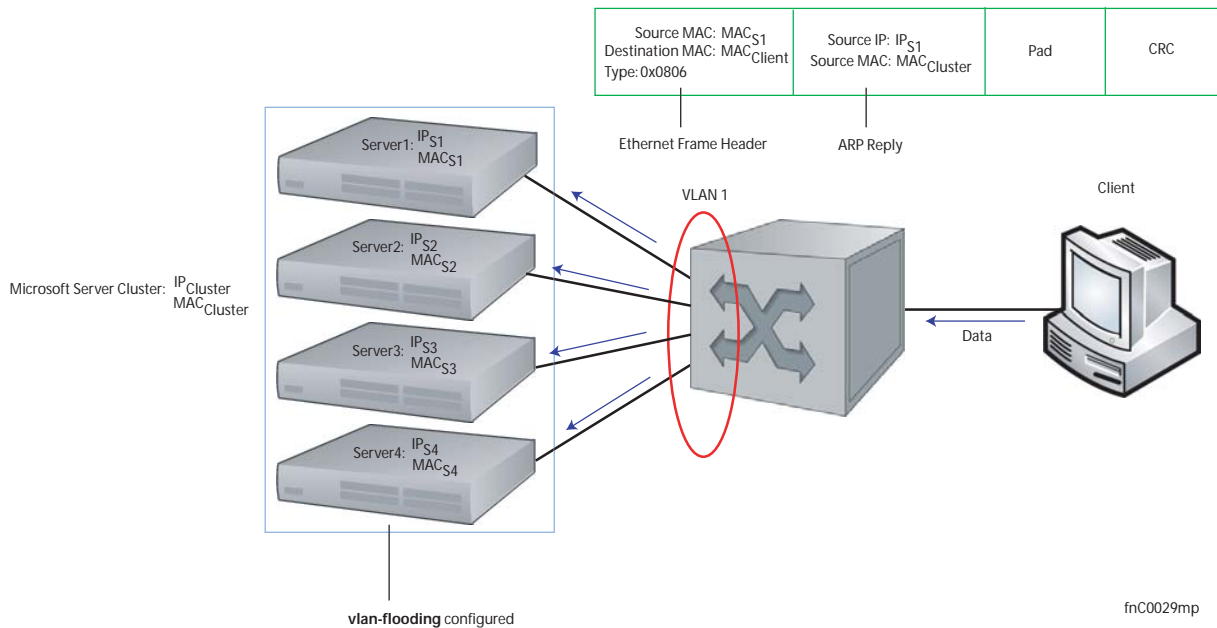 Source MAC: MACS1
Destination MAC: MACClient
Type: 0x0806
Source IP: IPS1
Source MAC: MACCluster
Pad
CRC
Ethernet Frame Header
ARP Reply
Server1: IPS1
MACS1
VLAN 1
Client
Server2: IPS2
MACS2
Microsoft Server Cluster: IPCluster
MACCluster
Server3: IPS3
MACS3
Data
Server4: IPS4
MACS4
vlan-flooding configured
fnC0029mp